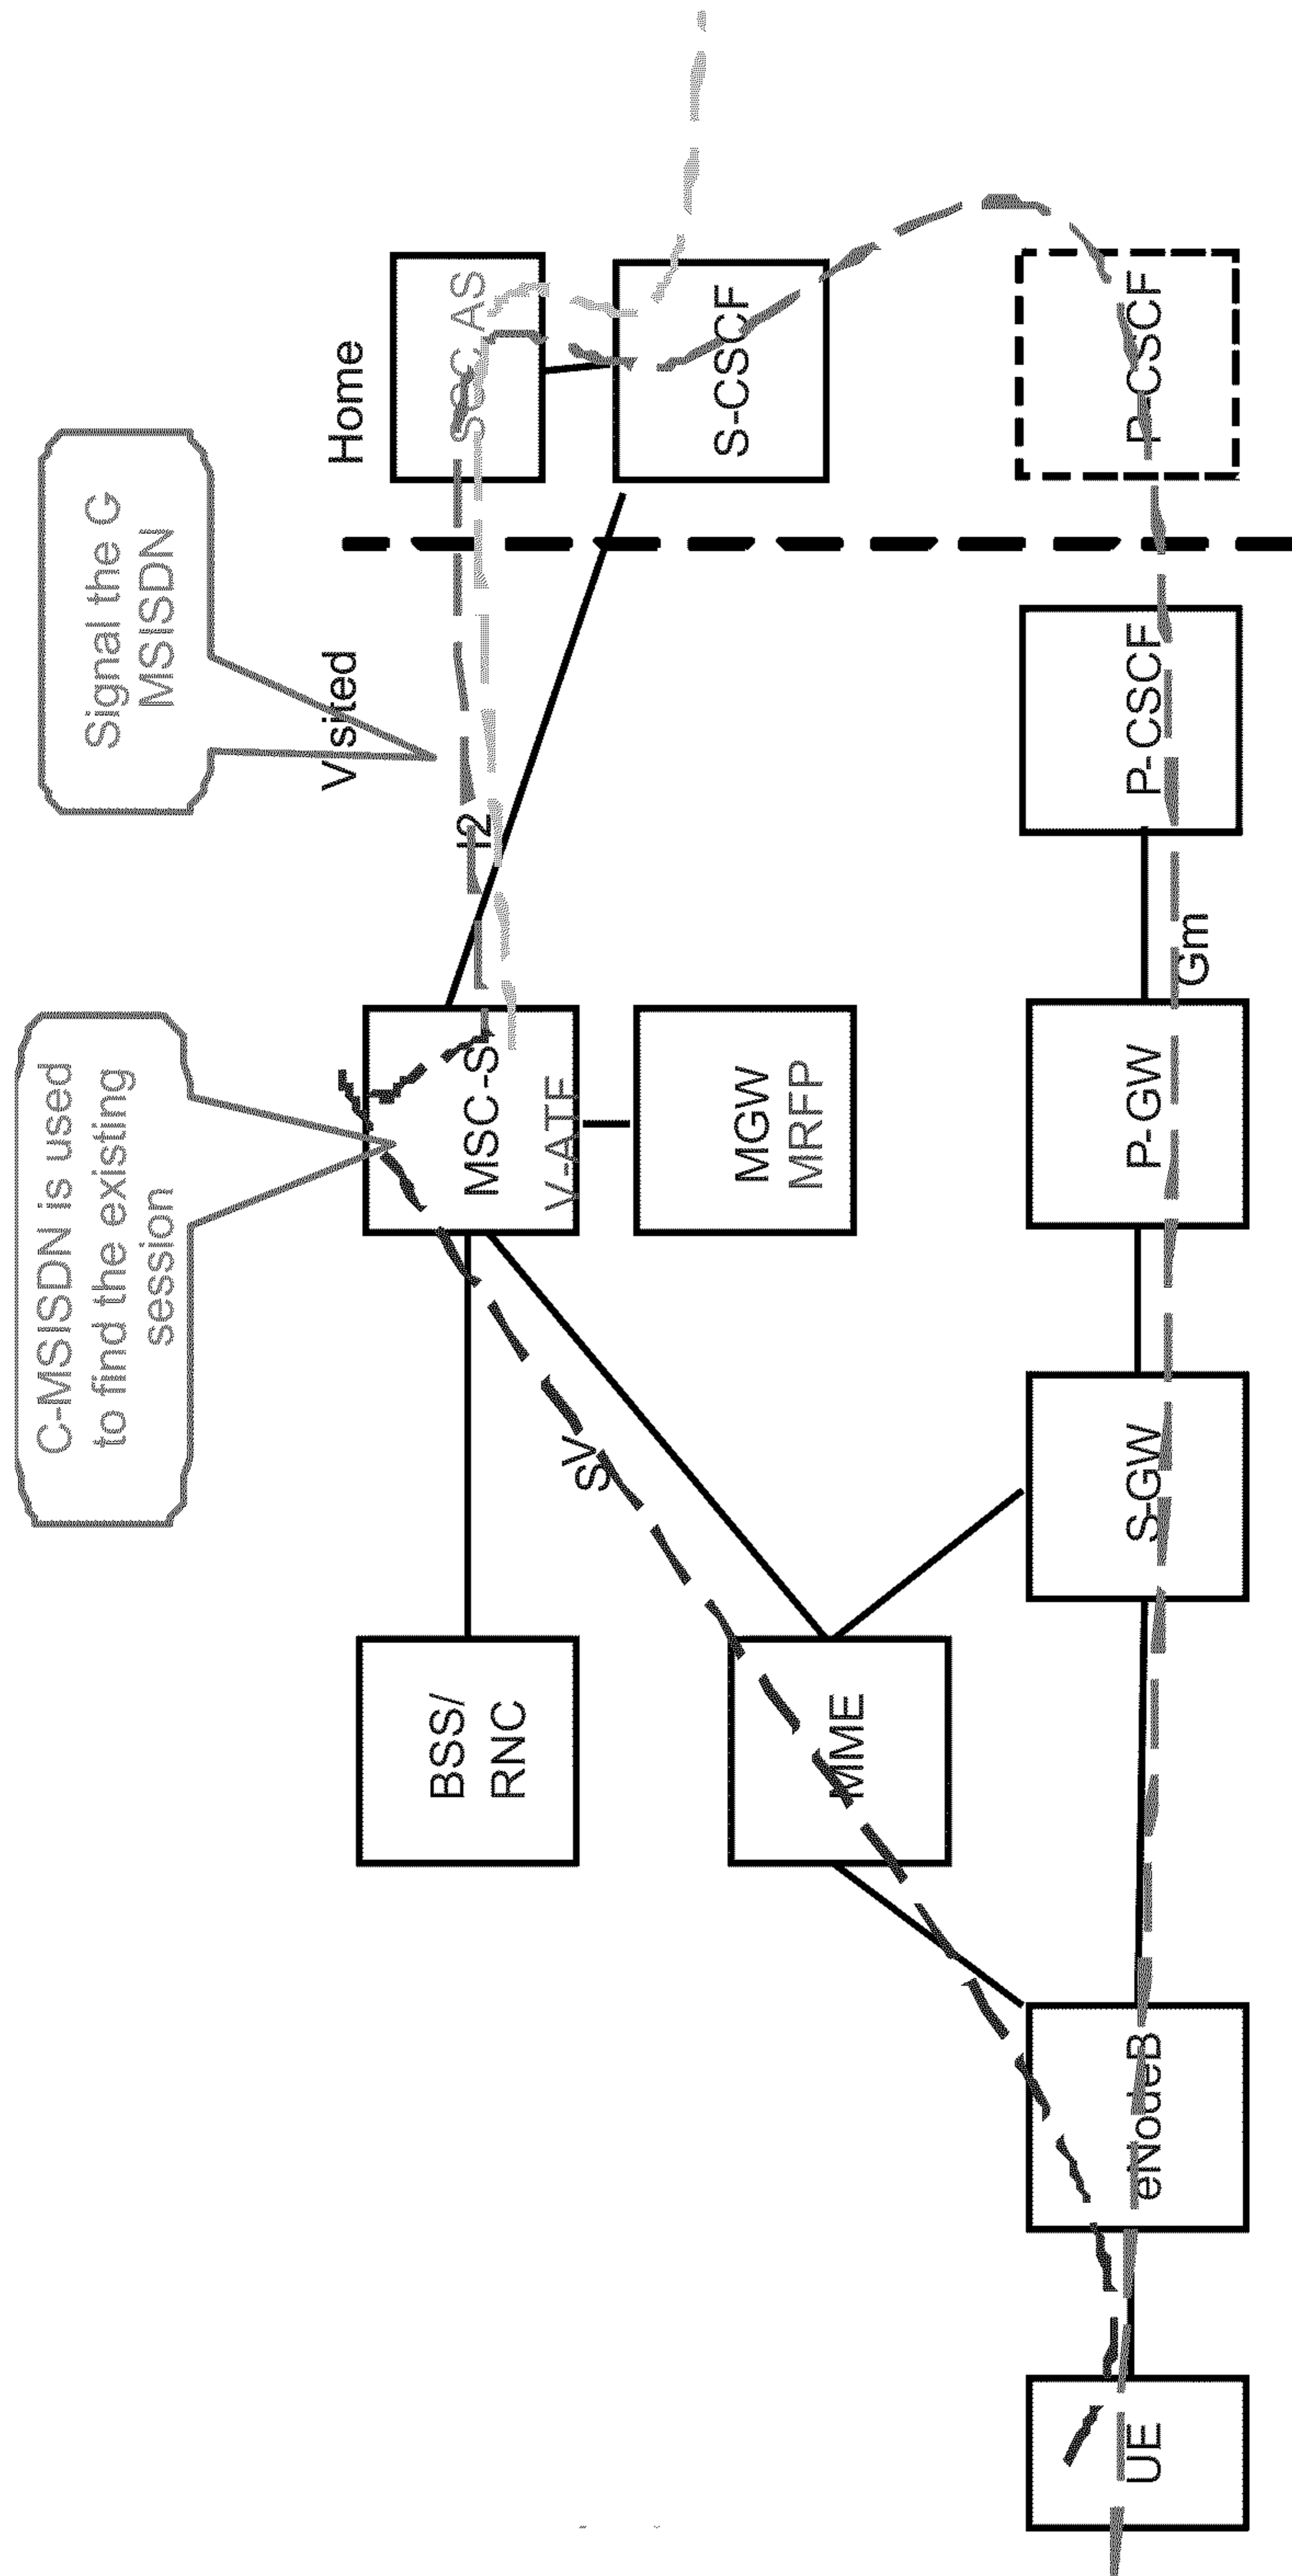 C-MSISDN is used
to find the existing
session
Signal the G
MSISDN
Visited
Home
BSS/
RNC
MSC-S
V-ATF
I2
SCC AS
SV
MGW
MRFP
S-CSCF
MME
UE
eNodeB
S-GW
P-GW
Gm
P-CSCF
P-CSCF